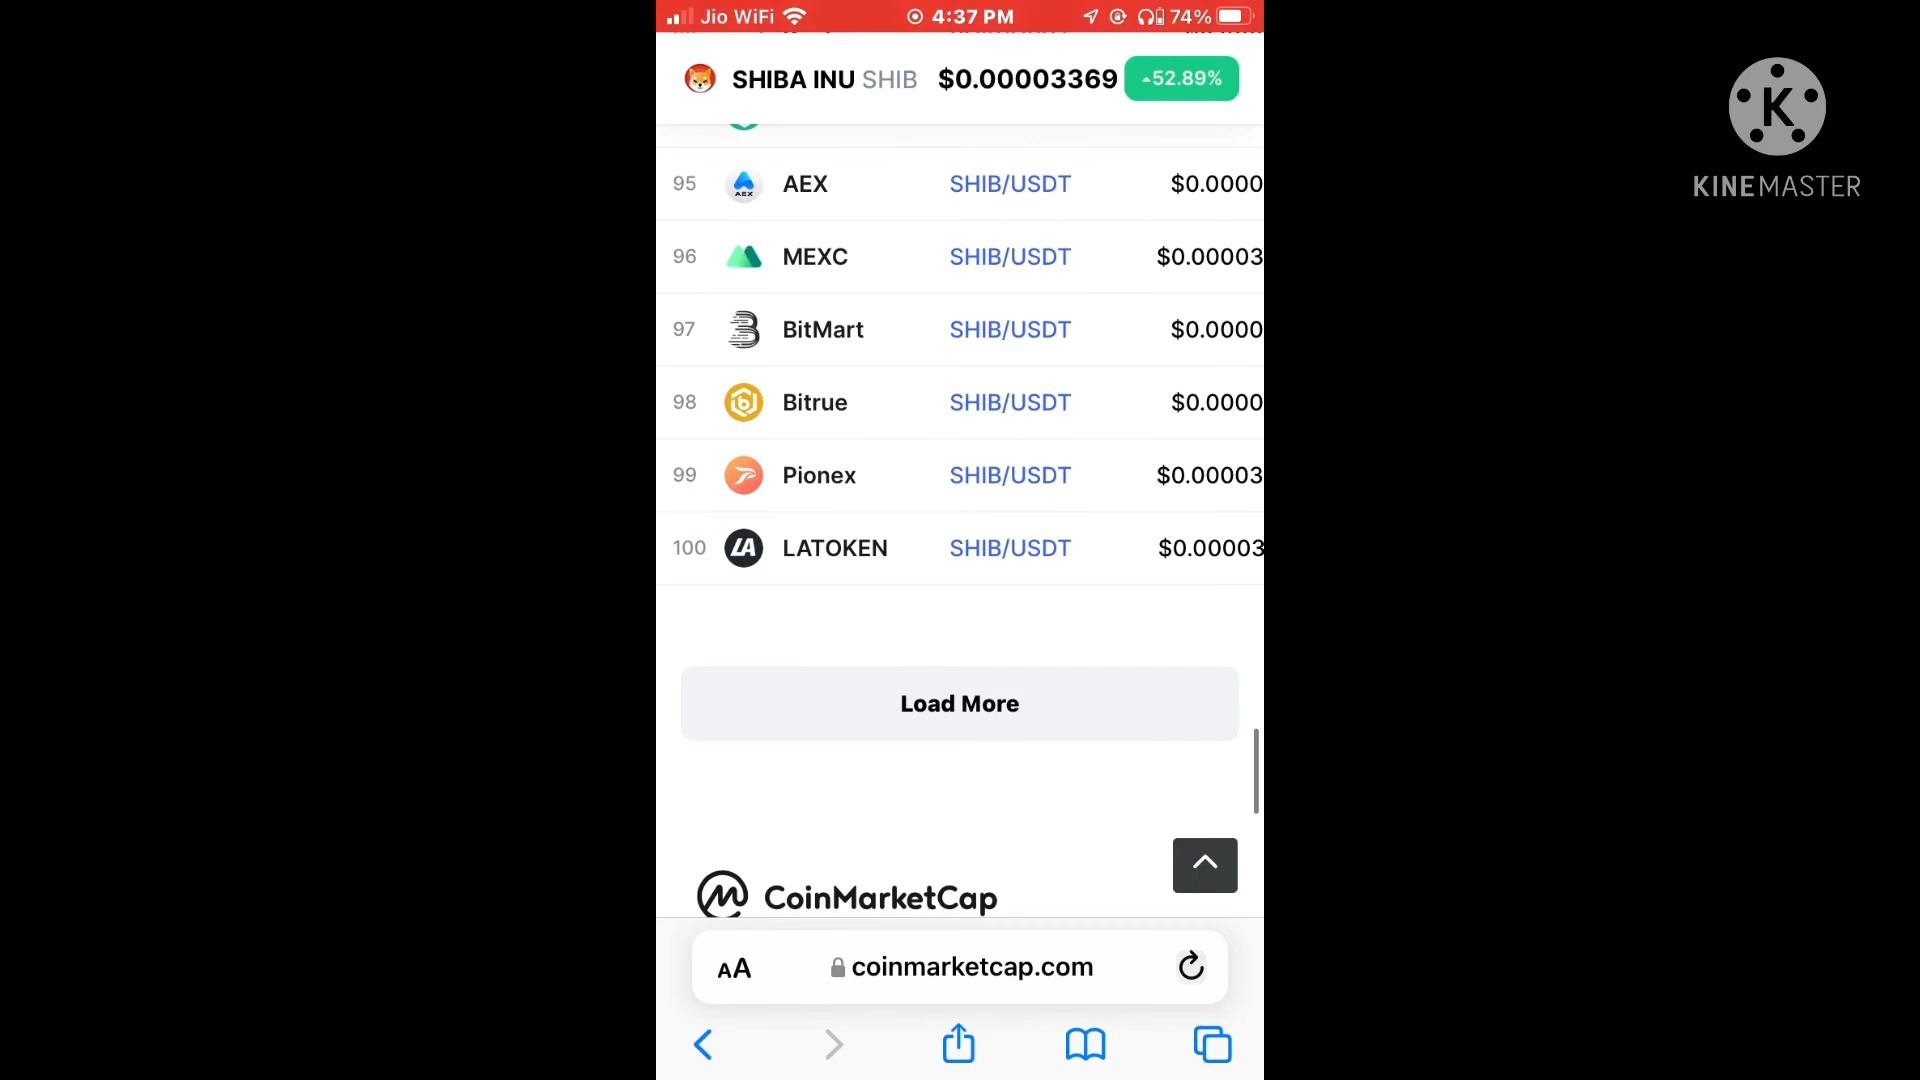 Jio WiFi 4:37 PM 74%
SHIBA INU SHIB $0.00003369 52.89%
95 AEX AEX SHIB/USDT $0.0000
96 MEXC SHIB/USDT $0.00003
97 BitMart SHIB/USDT $0.0000
98 Bitrue SHIB/USDT $0.0000
99 Pionex SHIB/USDT $0.00003
100 LA LATOKEN SHIB/USDT $0.00003
Load More
CoinMarketCap
AA coinmarketcap.com
K
KINEMASTER